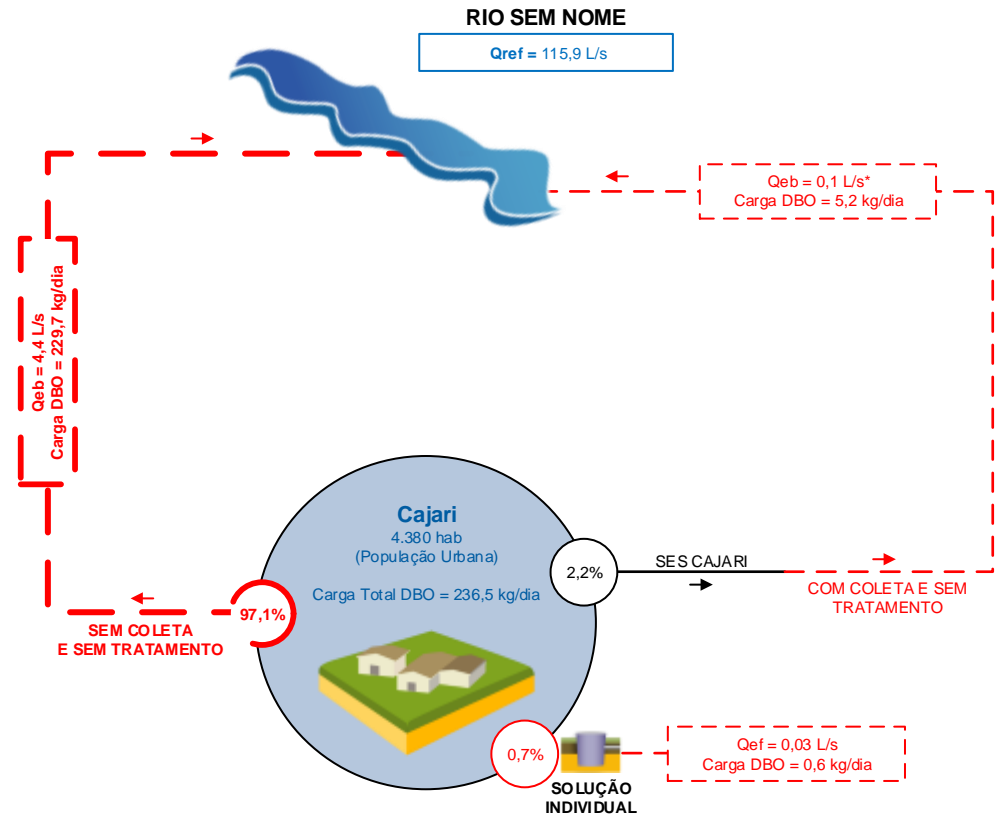 RIO SEM NOME
Qref = 115,9 L/s
Qeb = 0,1 L/s*
Carga DBO = 5,2 kg/dia
Qeb = 4,4 L/s
Carga DBO = 229,7 kg/dia
Cajari
4.380 hab
(População Urbana)
Carga Total DBO = 236,5 kg/dia
2,2%
SES CAJARI
COM COLETA E SEM
TRATAMENTO
97,1%
SEM COLETA
E SEM TRATAMENTO
0,7%
SOLUÇÃO
INDIVIDUAL
Qef = 0,03 L/s
Carga DBO = 0,6 kg/dia